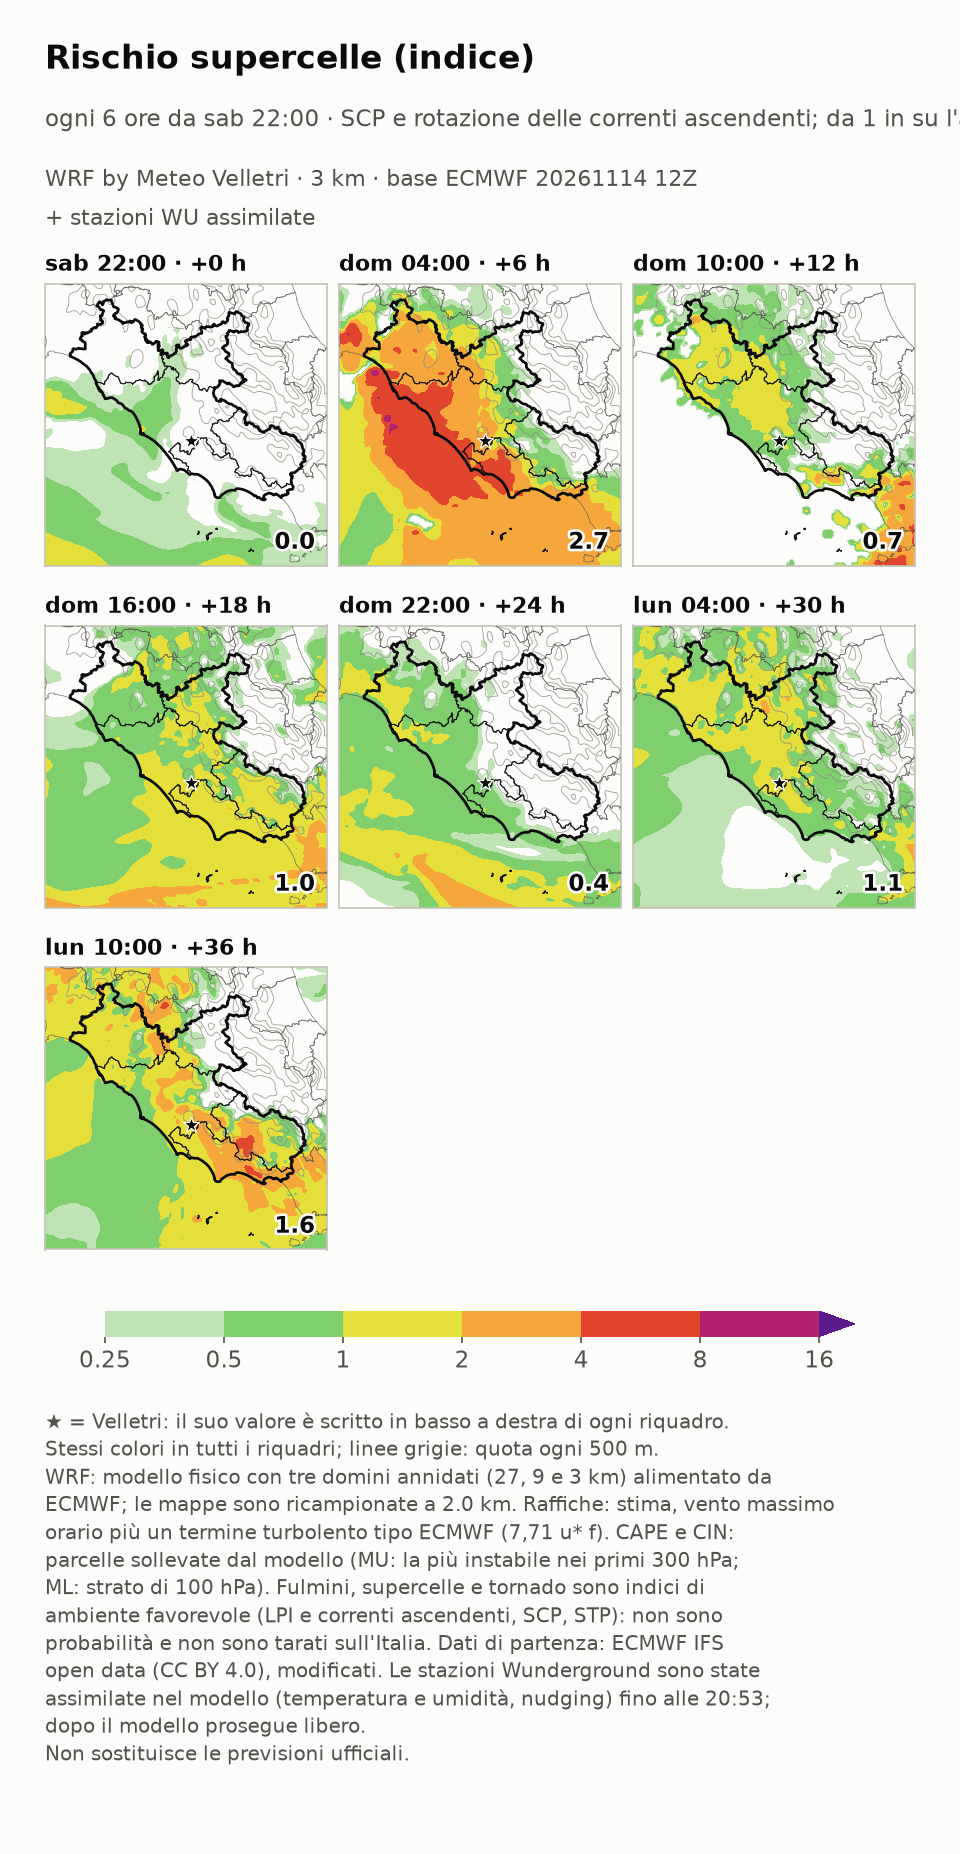 Rischio supercelle (indice)
ogni 6 ore da sab 22:00 · SCP e rotazione delle correnti ascendenti; da 1 in su
WRF by Meteo Velletri · 3 km · base ECMWF 20261114 12Z
+ stazioni WU assimilate
sab 22:00 · +0 h
dom 04:00 · +6 h
dom 10:00 · +12 h
0.0
2.7
0.7
dom 16:00 · +18 h
dom 22:00 · +24 h
lun 04:00 · +30 h
1.0
0.4
1.1
lun 10:00 · +36 h
1.6
0.25 0.5 1 2 4 8 16
★ = Velletri: il suo valore è scritto in basso a destra di ogni riquadro.
Stessi colori in tutti i riquadri; linee grigie: quota ogni 500 m.
WRF: modello fisico con tre domini annidati (27, 9 e 3 km) alimentato da
ECMWF; le mappe sono ricampionate a 2.0 km. Raffiche: stima, vento massimo
orario più un termine turbolento tipo ECMWF (7,71 u* f). CAPE e CIN:
parcelle sollevate dal modello (MU: la più instabile nei primi 300 hPa;
ML: strato di 100 hPa). Fulmini, supercelle e tornado sono indici di
ambiente favorevole (LPI e correnti ascendenti, SCP, STP): non sono
probabilità e non sono tarati sull'Italia. Dati di partenza: ECMWF IFS
open data (CC BY 4.0), modificati. Le stazioni Wunderground sono state
assimilate nel modello (temperatura e umidità, nudging) fino alle 20:53;
dopo il modello prosegue libero.
Non sostituisce le previsioni ufficiali.